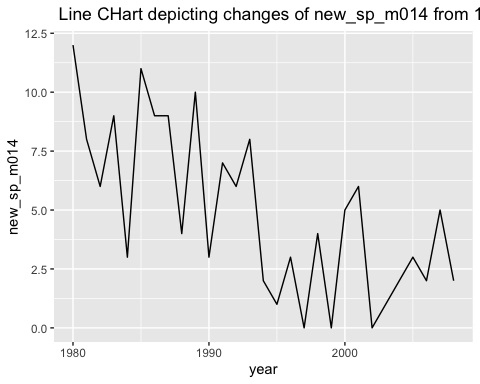 Line CHart depicting changes of new_sp_m014 from 1
12.5
10.0
7.5
5.0
2.5
0.0
new_sp_m014
1980 1990 2000
year